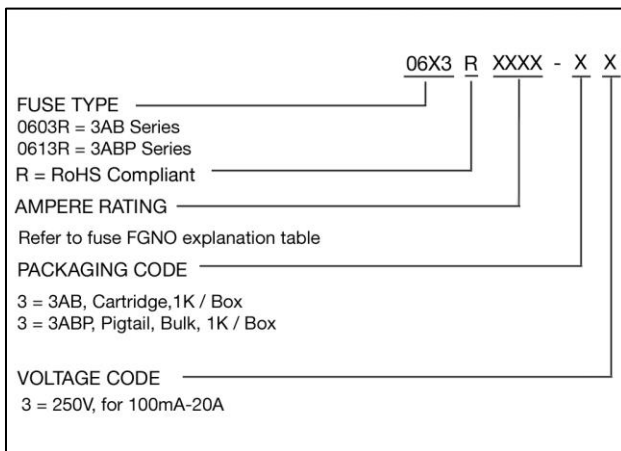 06X3 R XXXX - X X
FUSE TYPE
0603R = 3AB Series
0613R = 3ABP Series
R = RoHS Compliant
AMPERE RATING
Refer to fuse FGNO explanation table
PACKAGING CODE
3 = 3AB, Cartridge,1K / Box
3 = 3ABP, Pigtail, Bulk, 1K / Box
VOLTAGE CODE
3 = 250V, for 100mA-20A